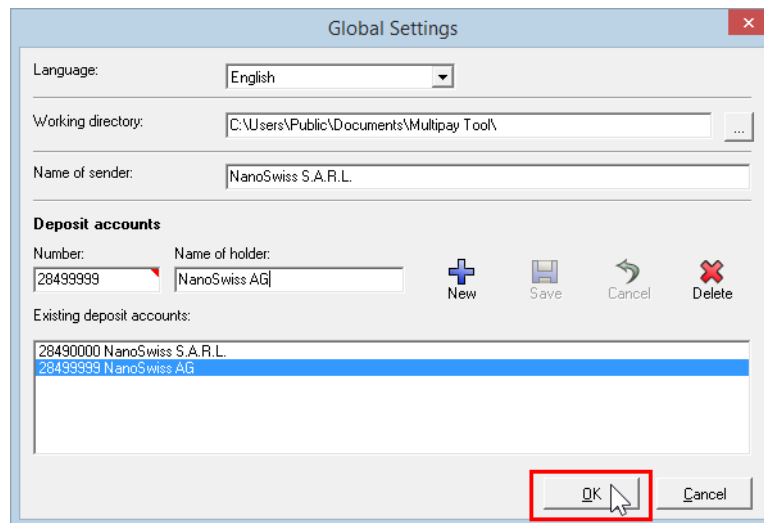 Global Settings
Language:
English
Working directory:
C:\Users\Public\Documents\Multipay Tool\
...
Name of sender:
NanoSwiss S.A.R.L.
Deposit accounts
Number:
Name of holder:
28499999
NanoSwiss AG
New
Save
Cancel
Delete
Existing deposit accounts:
28490000 NanoSwiss S.A.R.L.
28499999 NanoSwiss AG
OK
Cancel